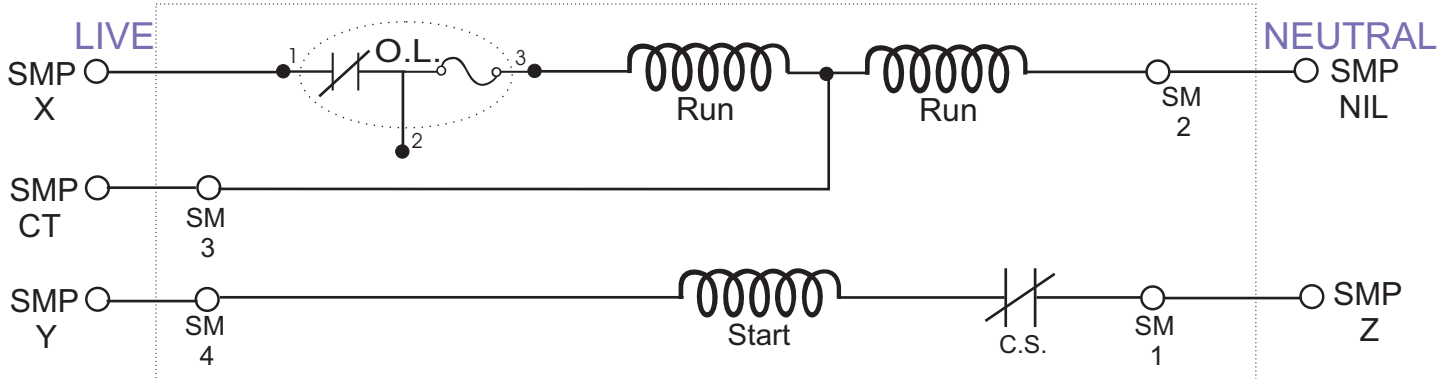 LIVE
NEUTRAL
SMP
X
1
O.L.
3
2
Run
Run
SM
2
SMP
NIL
SMP
CT
SM
3
SMP
Y
SM
4
Start
C.S.
SM
1
SMP
Z